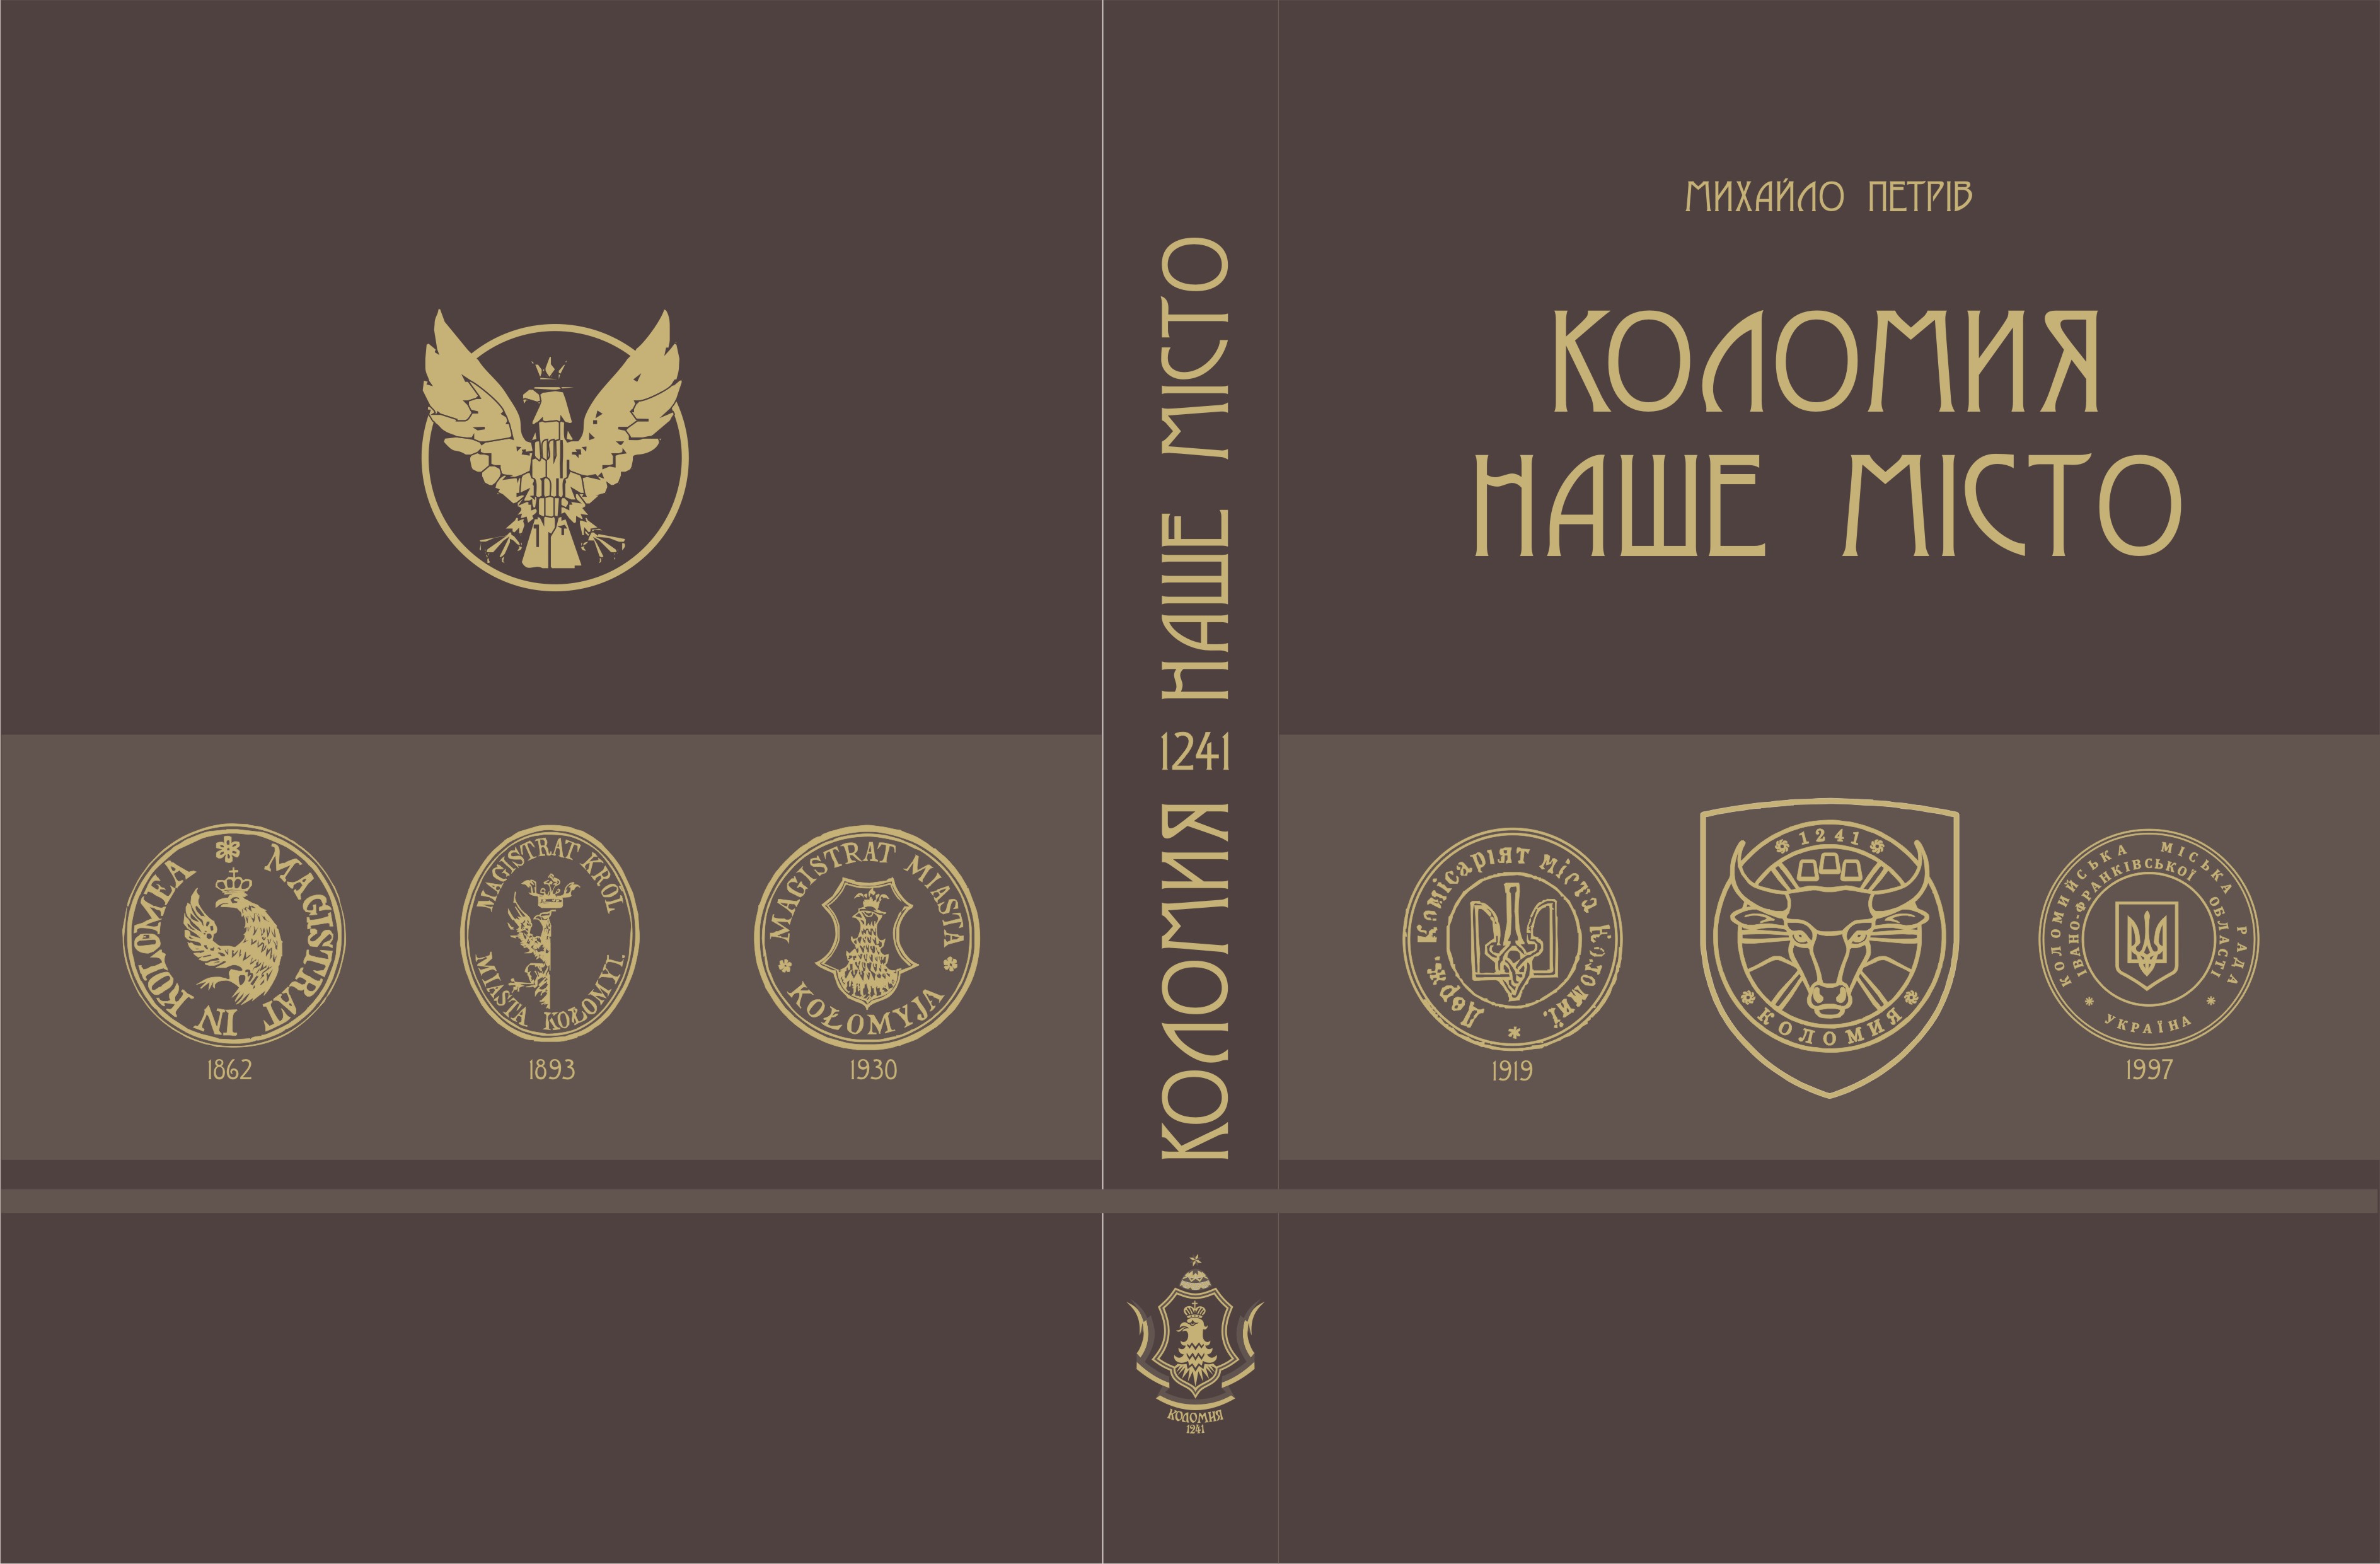 МИХАЙЛО ПЕТРІВ
КОЛОМИЯ
НАШЕ МІСТО
Держ. Комісаріят міста Коломиї.
1919
1241
КОЛОМИЯ
КОЛОМИЙСЬКА МІСЬКА РАДА
ІВАНО-ФРАНКІВСЬКОЇ ОБЛАСТІ
УКРАЇНА
1997
КОЛОМИЯ 1241 НАШЕ МІСТО
КОЛОМИЯ
1241
MAGISTRAT IN KOLOMEA
1862
MAGISTRAT KRÓL.
MIASTA KOŁOMYI.
1893
MAGISTRAT MIASTA
KOŁOMYJA
1930